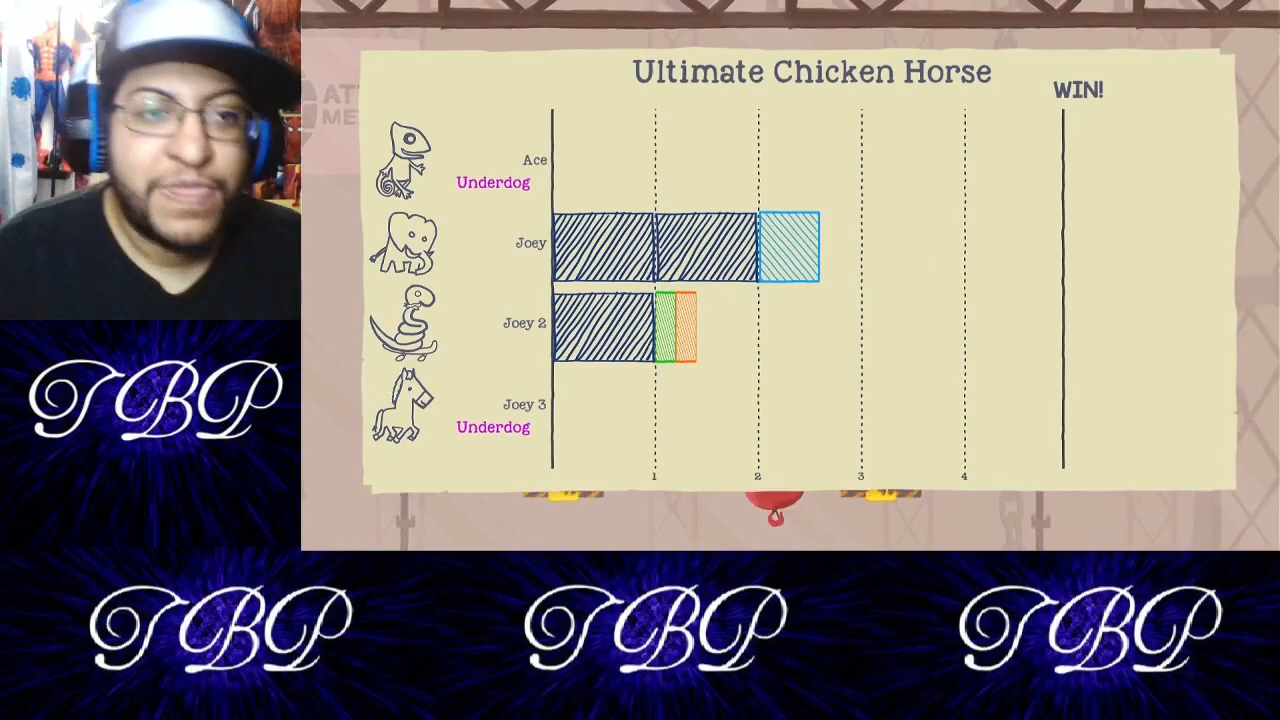 Ultimate Chicken Horse
WIN!
Ace
Underdog
Joey
Joey 2
Joey 3
Underdog
1 2 3 4
TBP
TBP TBP TBP